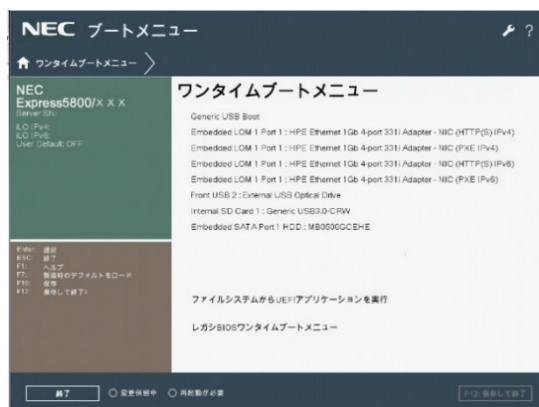 NEC ブートメニュー
?
ワンタイムブートメニュー
NEC
Express5800/ X X X
Server SN:
iLO IPv4:
iLO IPv6:
User Default: OFF
Enter: 選択
ESC: 終了
F1: ヘルプ
F7: 製造時のデフォルトをロード
F10: 保存
F12: 保存して終了>
ワンタイムブートメニュー
Generic USB Boot
Embedded LOM 1 Port 1 : HPE Ethernet 1Gb 4-port 331i Adapter - NIC (HTTP(S) IPv4)
Embedded LOM 1 Port 1 : HPE Ethernet 1Gb 4-port 331i Adapter - NIC (PXE IPv4)
Embedded LOM 1 Port 1 : HPE Ethernet 1Gb 4-port 331i Adapter - NIC (HTTP(S) IPv6)
Embedded LOM 1 Port 1 : HPE Ethernet 1Gb 4-port 331i Adapter - NIC (PXE IPv6)
Front USB 2 : External USB Optical Drive
Internal SD Card 1 : Generic USB3.0-CRW
Embedded SATA Port 1 HDD : MB0500GCEHE
ファイルシステムからUEFIアプリケーションを実行
レガシBIOSワンタイムブートメニュー
終了
変更保留中
再起動が必要
F12: 保存して終了